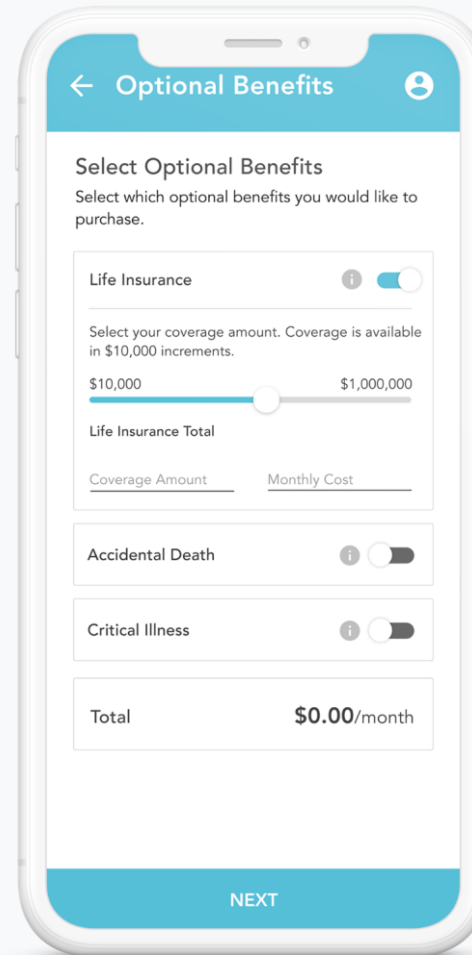 Optional Benefits
Select Optional Benefits
Select which optional benefits you would like to
purchase.
Life Insurance
Select your coverage amount. Coverage is available
in $10,000 increments.
$10,000 $1,000,000
Life Insurance Total
Coverage Amount Monthly Cost
Accidental Death
Critical Illness
Total $0.00/month
NEXT